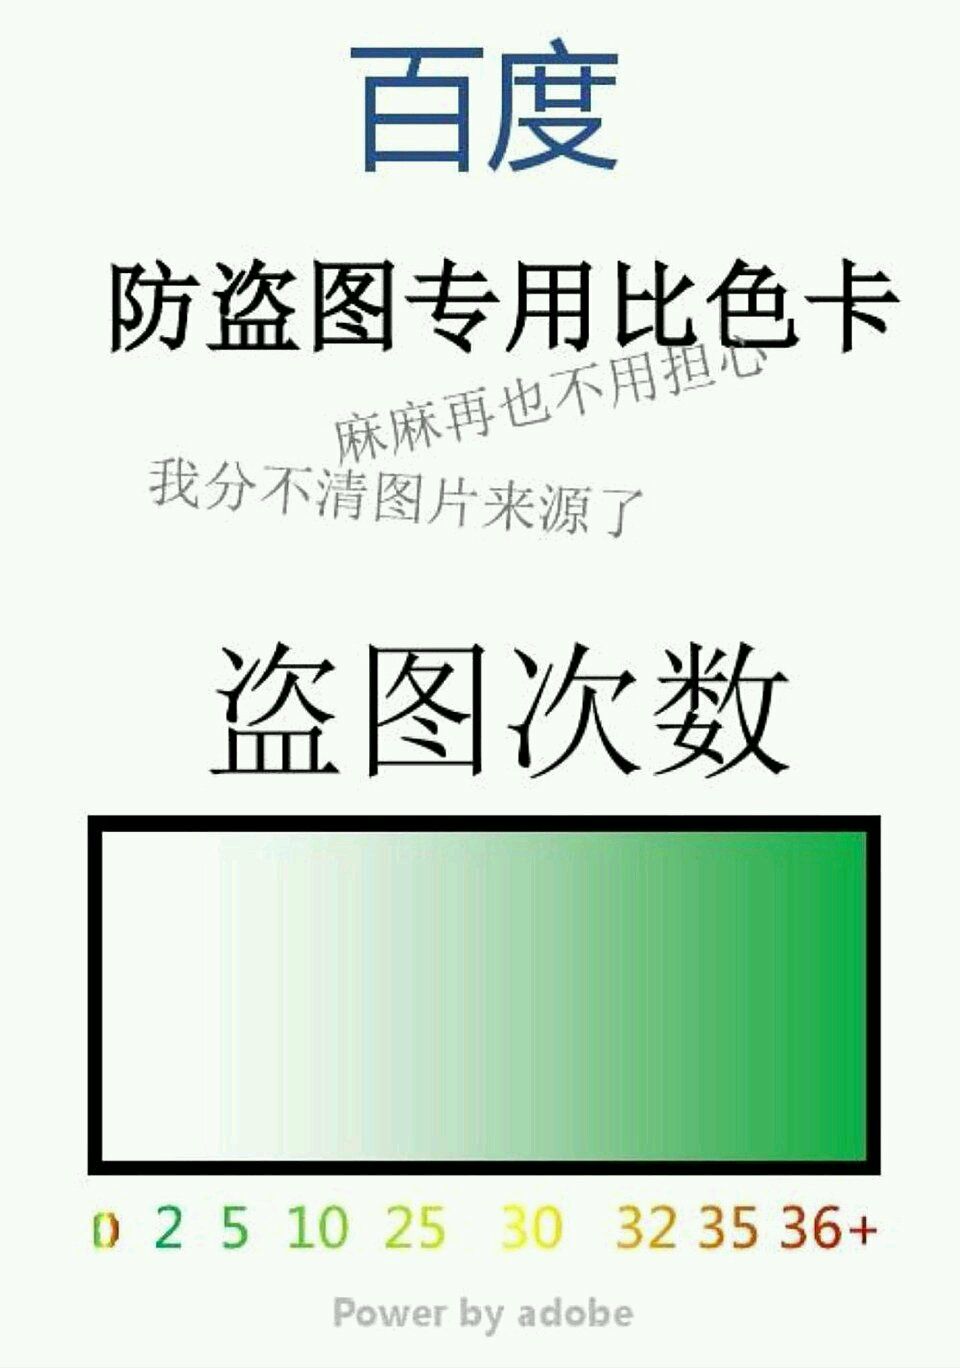 百度
防盗图专用比色卡
麻麻再也不用担心
我分不清图片来源了
盗图次数
0 2 5 10 25 30 32 35 36+
Power by adobe